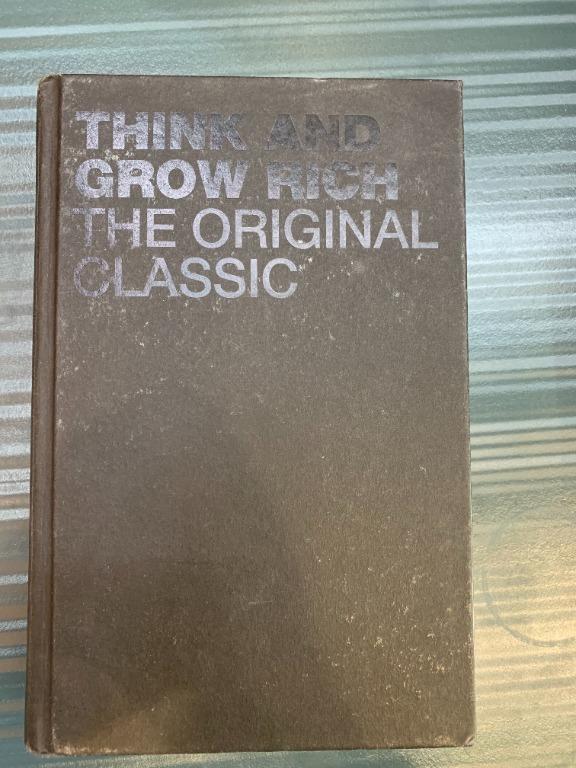 THINK AND
GROW RICH
THE ORIGINAL
CLASSIC